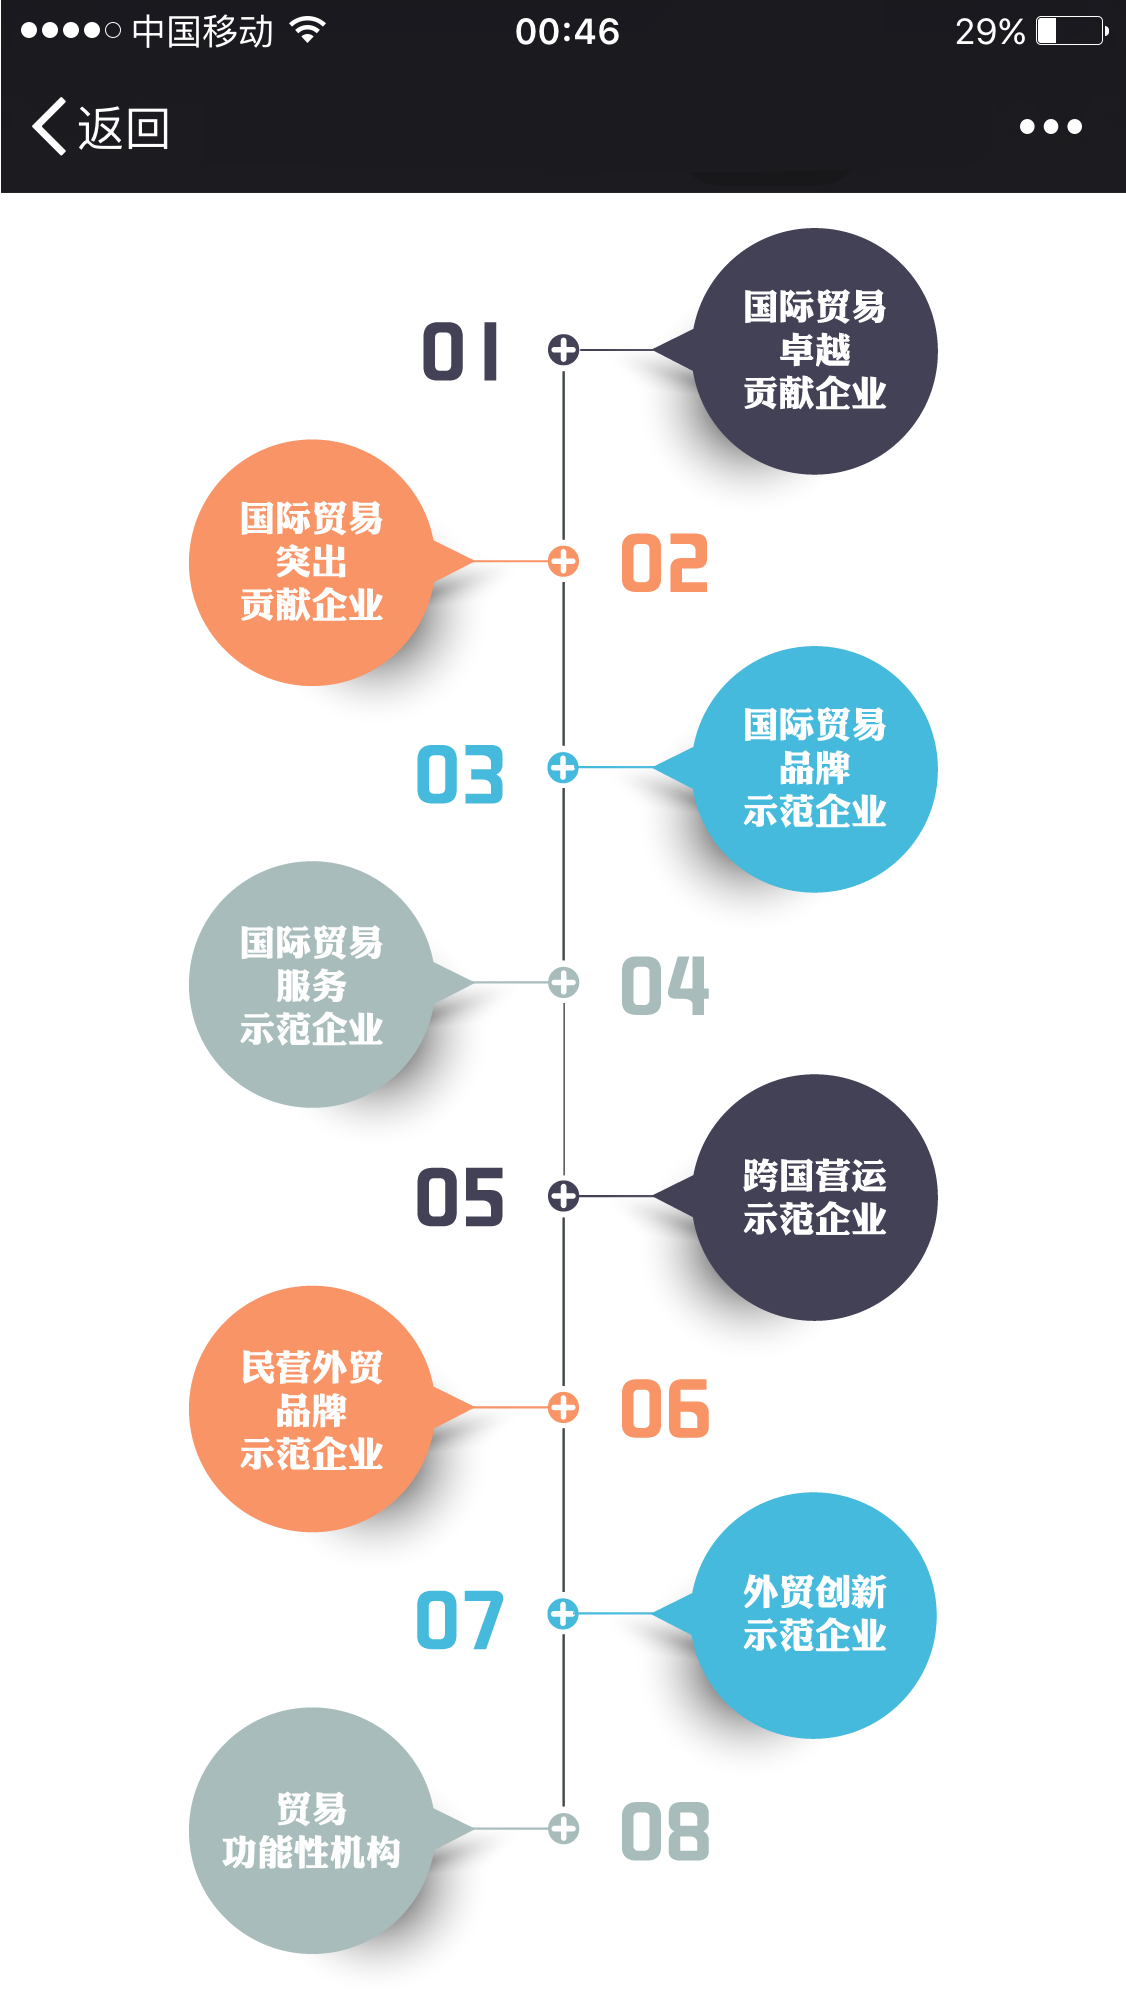 中国移动
00:46
29%
返回
01
国际贸易
卓越
贡献企业
国际贸易
突出
贡献企业
02
03
国际贸易
品牌
示范企业
国际贸易
服务
示范企业
04
05
跨国营运
示范企业
民营外贸
品牌
示范企业
06
07
外贸创新
示范企业
贸易
功能性机构
08